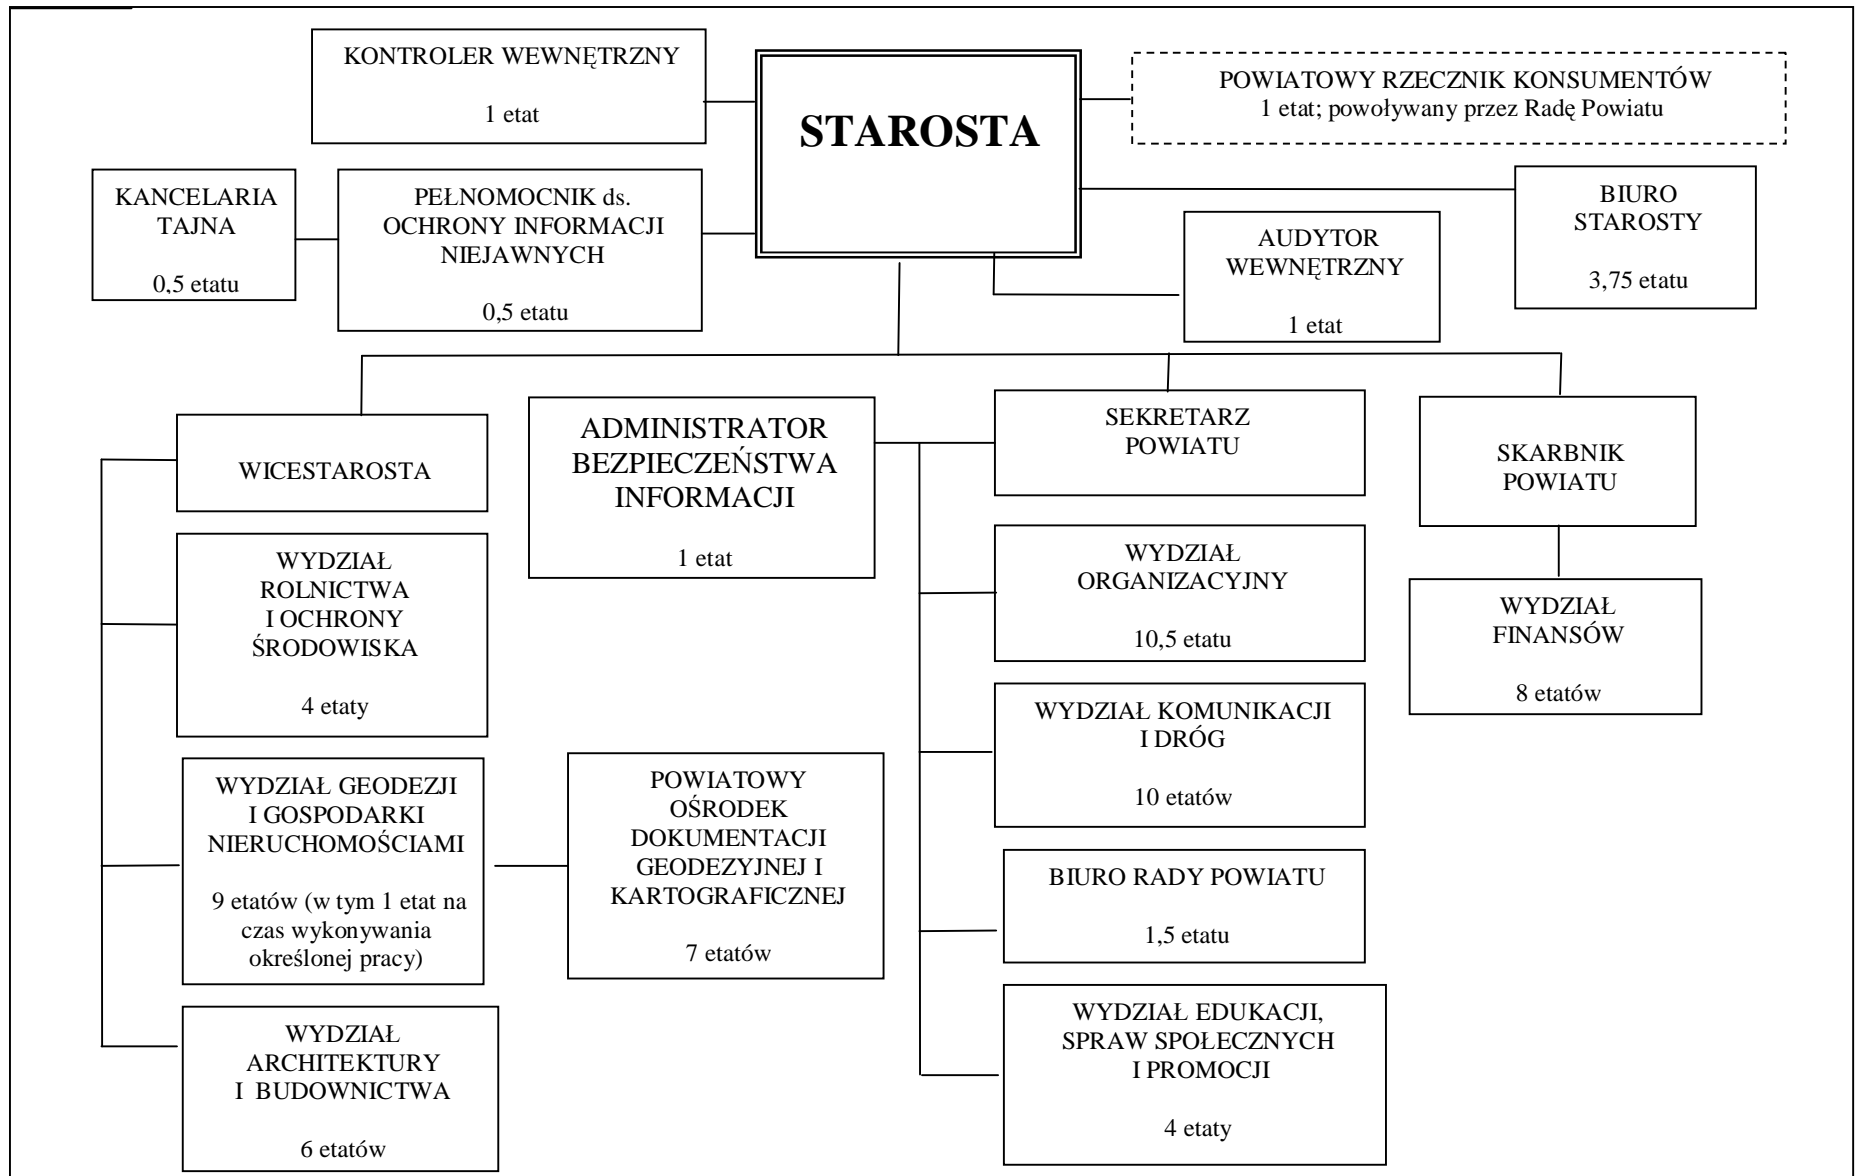 KONTROLER WEWNĘTRZNY
1 etat
STAROSTA
POWIATOWY RZECZNIK KONSUMENTÓW
1 etat; powoływany przez Radę Powiatu
KANCELARIA
TAJNA
0,5 etatu
PEŁNOMOCNIK ds.
OCHRONY INFORMACJI
NIEJAWNYCH
0,5 etatu
AUDYTOR
WEWNĘTRZNY
1 etat
BIURO
STAROSTY
3,75 etatu
WICESTAROSTA
ADMINISTRATOR
BEZPIECZEŃSTWA
INFORMACJI
1 etat
SEKRETARZ
POWIATU
SKARBNIK
POWIATU
WYDZIAŁ
ROLNICTWA
I OCHRONY
ŚRODOWISKA
4 etaty
WYDZIAŁ
ORGANIZACYJNY
10,5 etatu
WYDZIAŁ
FINANSÓW
8 etatów
WYDZIAŁ KOMUNIKACJI
I DRÓG
10 etatów
WYDZIAŁ GEODEZJI
I GOSPODARKI
NIERUCHOMOŚCIAMI
9 etatów (w tym 1 etat na
czas wykonywania
określonej pracy)
POWIATOWY
OŚRODEK
DOKUMENTACJI
GEODEZYJNEJ I
KARTOGRAFICZNEJ
7 etatów
BIURO RADY POWIATU
1,5 etatu
WYDZIAŁ
ARCHITEKTURY
I BUDOWNICTWA
6 etatów
WYDZIAŁ EDUKACJI,
SPRAW SPOŁECZNYCH
I PROMOCJI
4 etaty